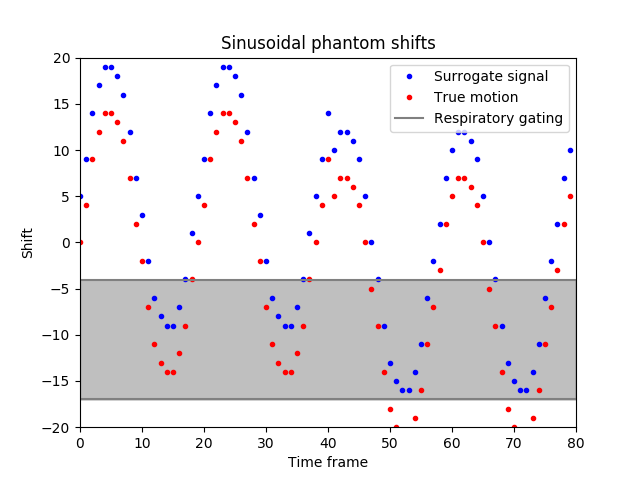 Sinusoidal phantom shifts
Surrogate signal
True motion
Respiratory gating
Shift
20
15
10
5
0
−5
−10
−15
−20
0 10 20 30 40 50 60 70 80
Time frame